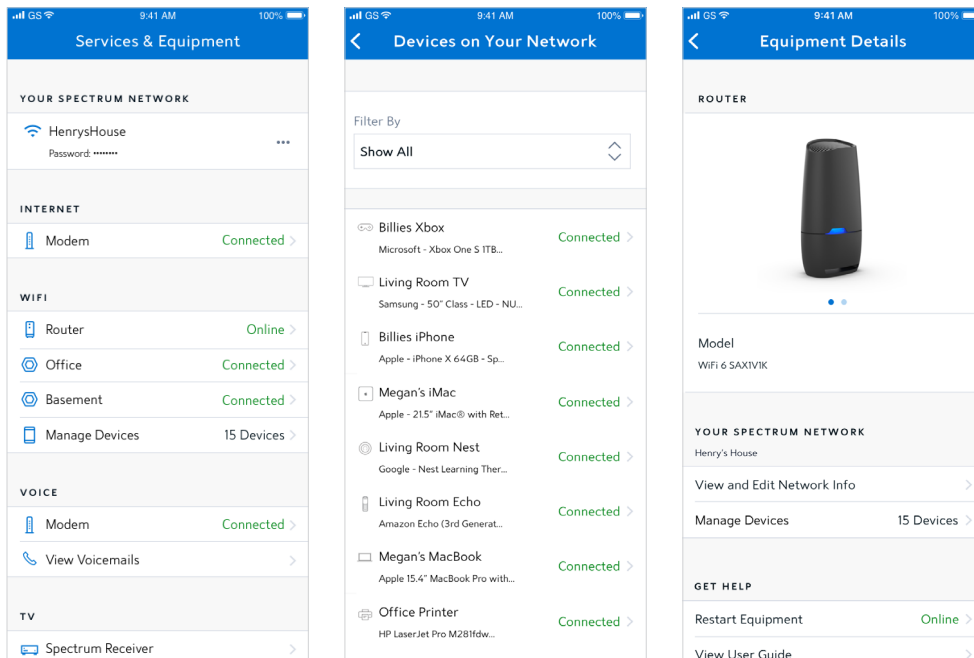 GS 9:41 AM 100%
Services & Equipment
YOUR SPECTRUM NETWORK
HenrysHouse
Password: ••••••••
INTERNET
Modem Connected
WIFI
Router Online
Office Connected
Basement Connected
Manage Devices 15 Devices
VOICE
Modem Connected
View Voicemails
TV
Spectrum Receiver
GS 9:41 AM 100%
Devices on Your Network
Filter By
Show All
Billies Xbox
Microsoft - Xbox One S 1TB...
Connected
Living Room TV
Samsung - 50" Class - LED - NU...
Connected
Billies iPhone
Apple - iPhone X 64GB - Sp...
Connected
Megan's iMac
Apple - 21.5" iMac® with Ret...
Connected
Living Room Nest
Google - Nest Learning Ther...
Connected
Living Room Echo
Amazon Echo (3rd Generat...
Connected
Megan's MacBook
Apple 15.4" MacBook Pro with...
Connected
Office Printer
HP LaserJet Pro M281fdw...
Connected
GS 9:41 AM 100%
Equipment Details
ROUTER
Model
WiFi 6 SAX1V1K
YOUR SPECTRUM NETWORK
Henry's House
View and Edit Network Info
Manage Devices 15 Devices
GET HELP
Restart Equipment Online
View User Guide